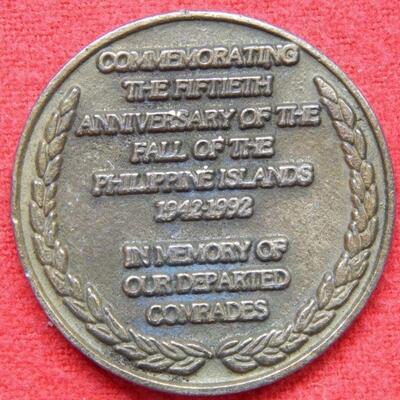 COMMEMORATING
THE FIFTIETH
ANNIVERSARY OF THE
FALL OF THE
PHILIPPINE ISLANDS
1942-1992
IN MEMORY OF
OUR DEPARTED
COMRADES